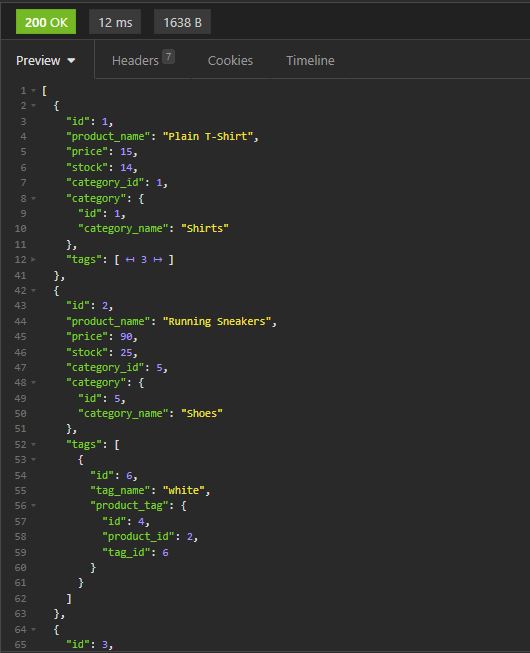 200 OK 12 ms 1638 B
Preview Headers 7 Cookies Timeline
1 [
2 {
3 "id": 1,
4 "product_name": "Plain T-Shirt",
5 "price": 15,
6 "stock": 14,
7 "category_id": 1,
8 "category": {
9 "id": 1,
10 "category_name": "Shirts"
11 },
12 "tags": [ ↤ 3 ↦ ]
41 },
42 {
43 "id": 2,
44 "product_name": "Running Sneakers",
45 "price": 90,
46 "stock": 25,
47 "category_id": 5,
48 "category": {
49 "id": 5,
50 "category_name": "Shoes"
51 },
52 "tags": [
53 {
54 "id": 6,
55 "tag_name": "white",
56 "product_tag": {
57 "id": 4,
58 "product_id": 2,
59 "tag_id": 6
60 }
61 }
62 ]
63 },
64 {
65 "id": 3,